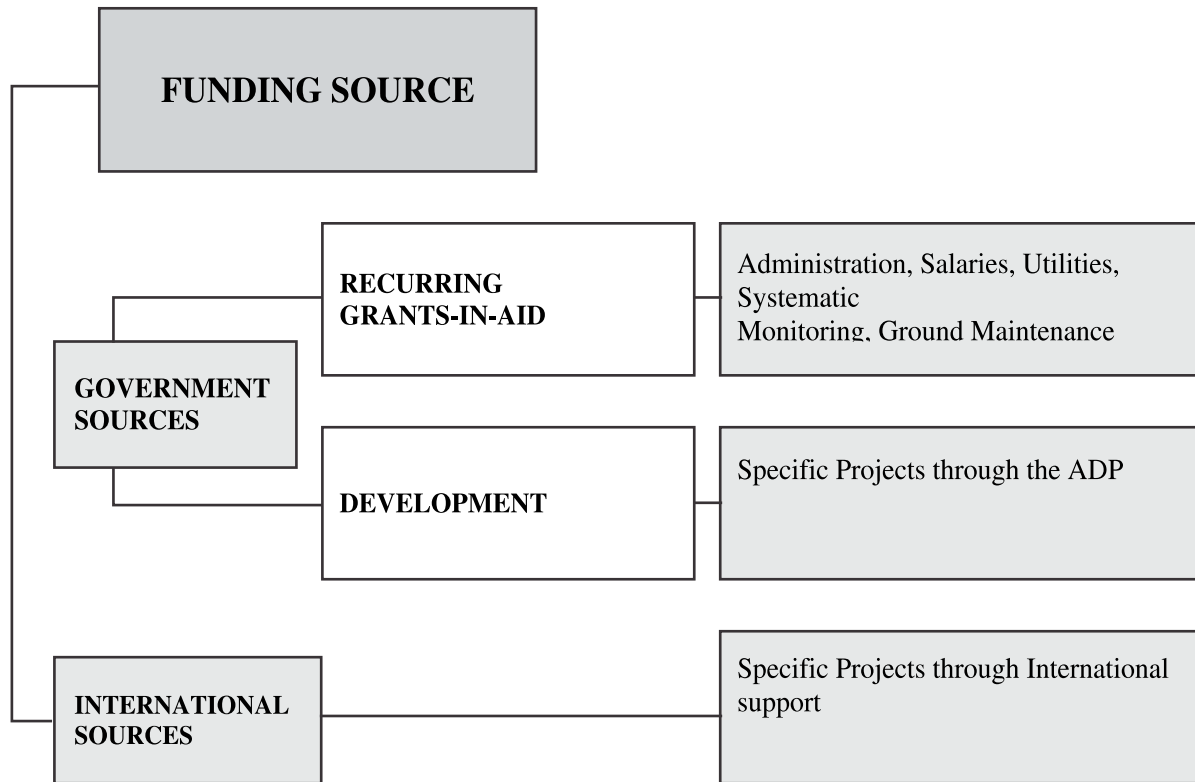 FUNDING SOURCE
RECURRING
GRANTS-IN-AID
Administration, Salaries, Utilities,
Systematic
Monitoring, Ground Maintenance
GOVERNMENT
SOURCES
DEVELOPMENT
Specific Projects through the ADP
INTERNATIONAL
SOURCES
Specific Projects through International
support